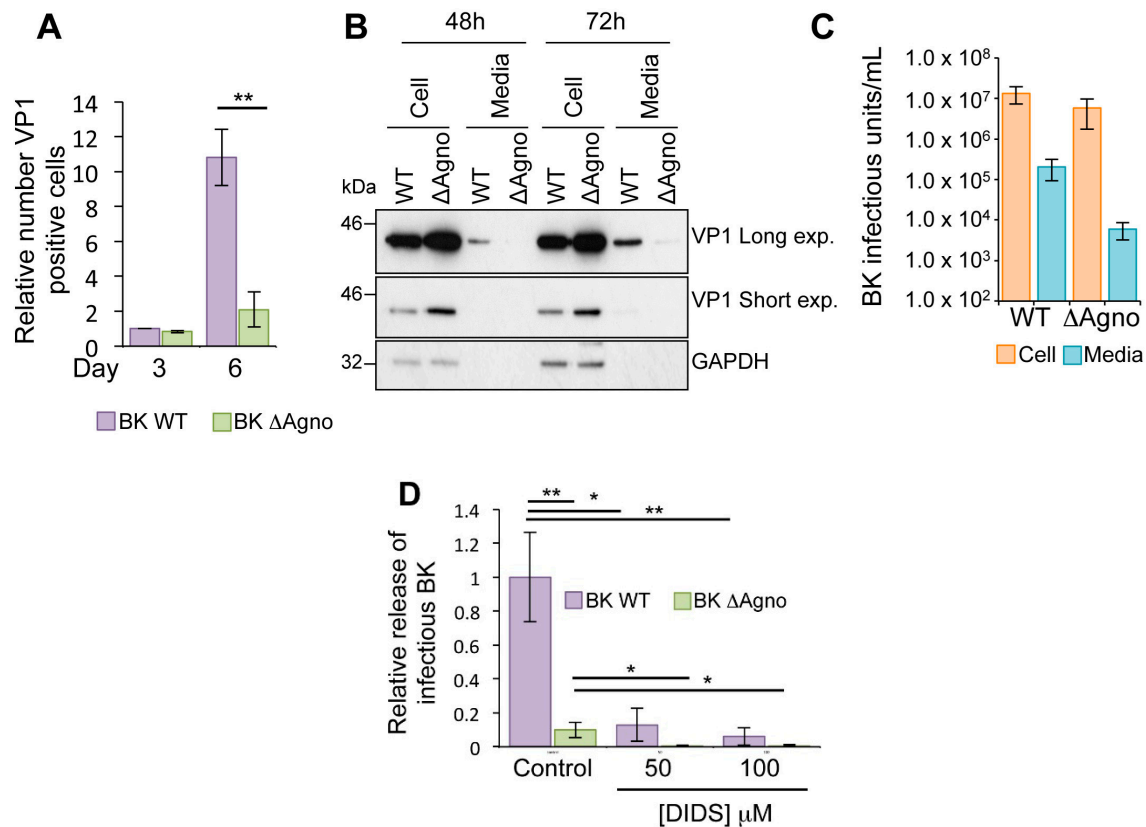 A
Relative number VP1
positive cells
14
12
10
8
6
4
2
0
**
Day 3 6
BK WT BK ΔAgno
B
48h 72h
Cell Media Cell Media
WT ΔAgno WT ΔAgno WT ΔAgno WT ΔAgno
kDa
46 VP1 Long exp.
46 VP1 Short exp.
32 GAPDH
C
BK infectious units/mL
1.0 x 10⁸
1.0 x 10⁷
1.0 x 10⁶
1.0 x 10⁵
1.0 x 10⁴
1.0 x 10³
1.0 x 10²
WT ΔAgno
Cell Media
D
Relative release of
infectious BK
1.4
1.2
1
0.8
0.6
0.4
0.2
0
** *
**
BK WT BK ΔAgno
*
*
Control 50 100
[DIDS] μM